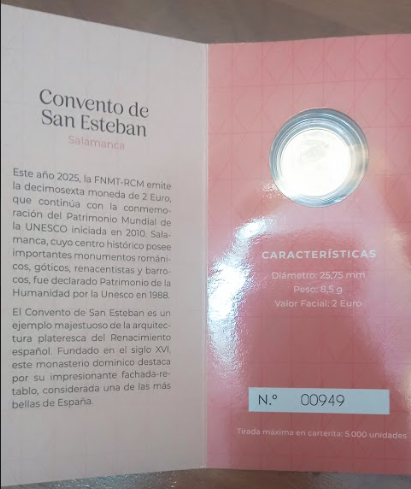 Convento de
San Esteban
Salamanca
Este año 2025, la FNMT-RCM emite
la decimosexta moneda de 2 Euro,
que continúa con la conmemo-
ración del Patrimonio Mundial de
la UNESCO iniciada en 2010. Sala-
manca, cuyo centro histórico posee
importantes monumentos románi-
cos, góticos, renacentistas y barro-
cos, fue declarado Patrimonio de la
Humanidad por la Unesco en 1988.
El Convento de San Esteban es un
ejemplo majestuoso de la arquitec-
tura plateresca del Renacimiento
español. Fundado en el siglo XVI,
este monasterio dominico destaca
por su impresionante fachada-re-
tablo, considerada una de las más
bellas de España.
CARACTERÍSTICAS
Diámetro: 25,75 mm
Peso: 8,5 g
Valor Facial: 2 Euro
N.º 00949
Tirada máxima en carterita: 5.000 unidades